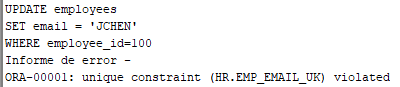 UPDATE employees
SET email = 'JCHEN'
WHERE employee_id=100
Informe de error -
ORA-00001: unique constraint (HR.EMP_EMAIL_UK) violated